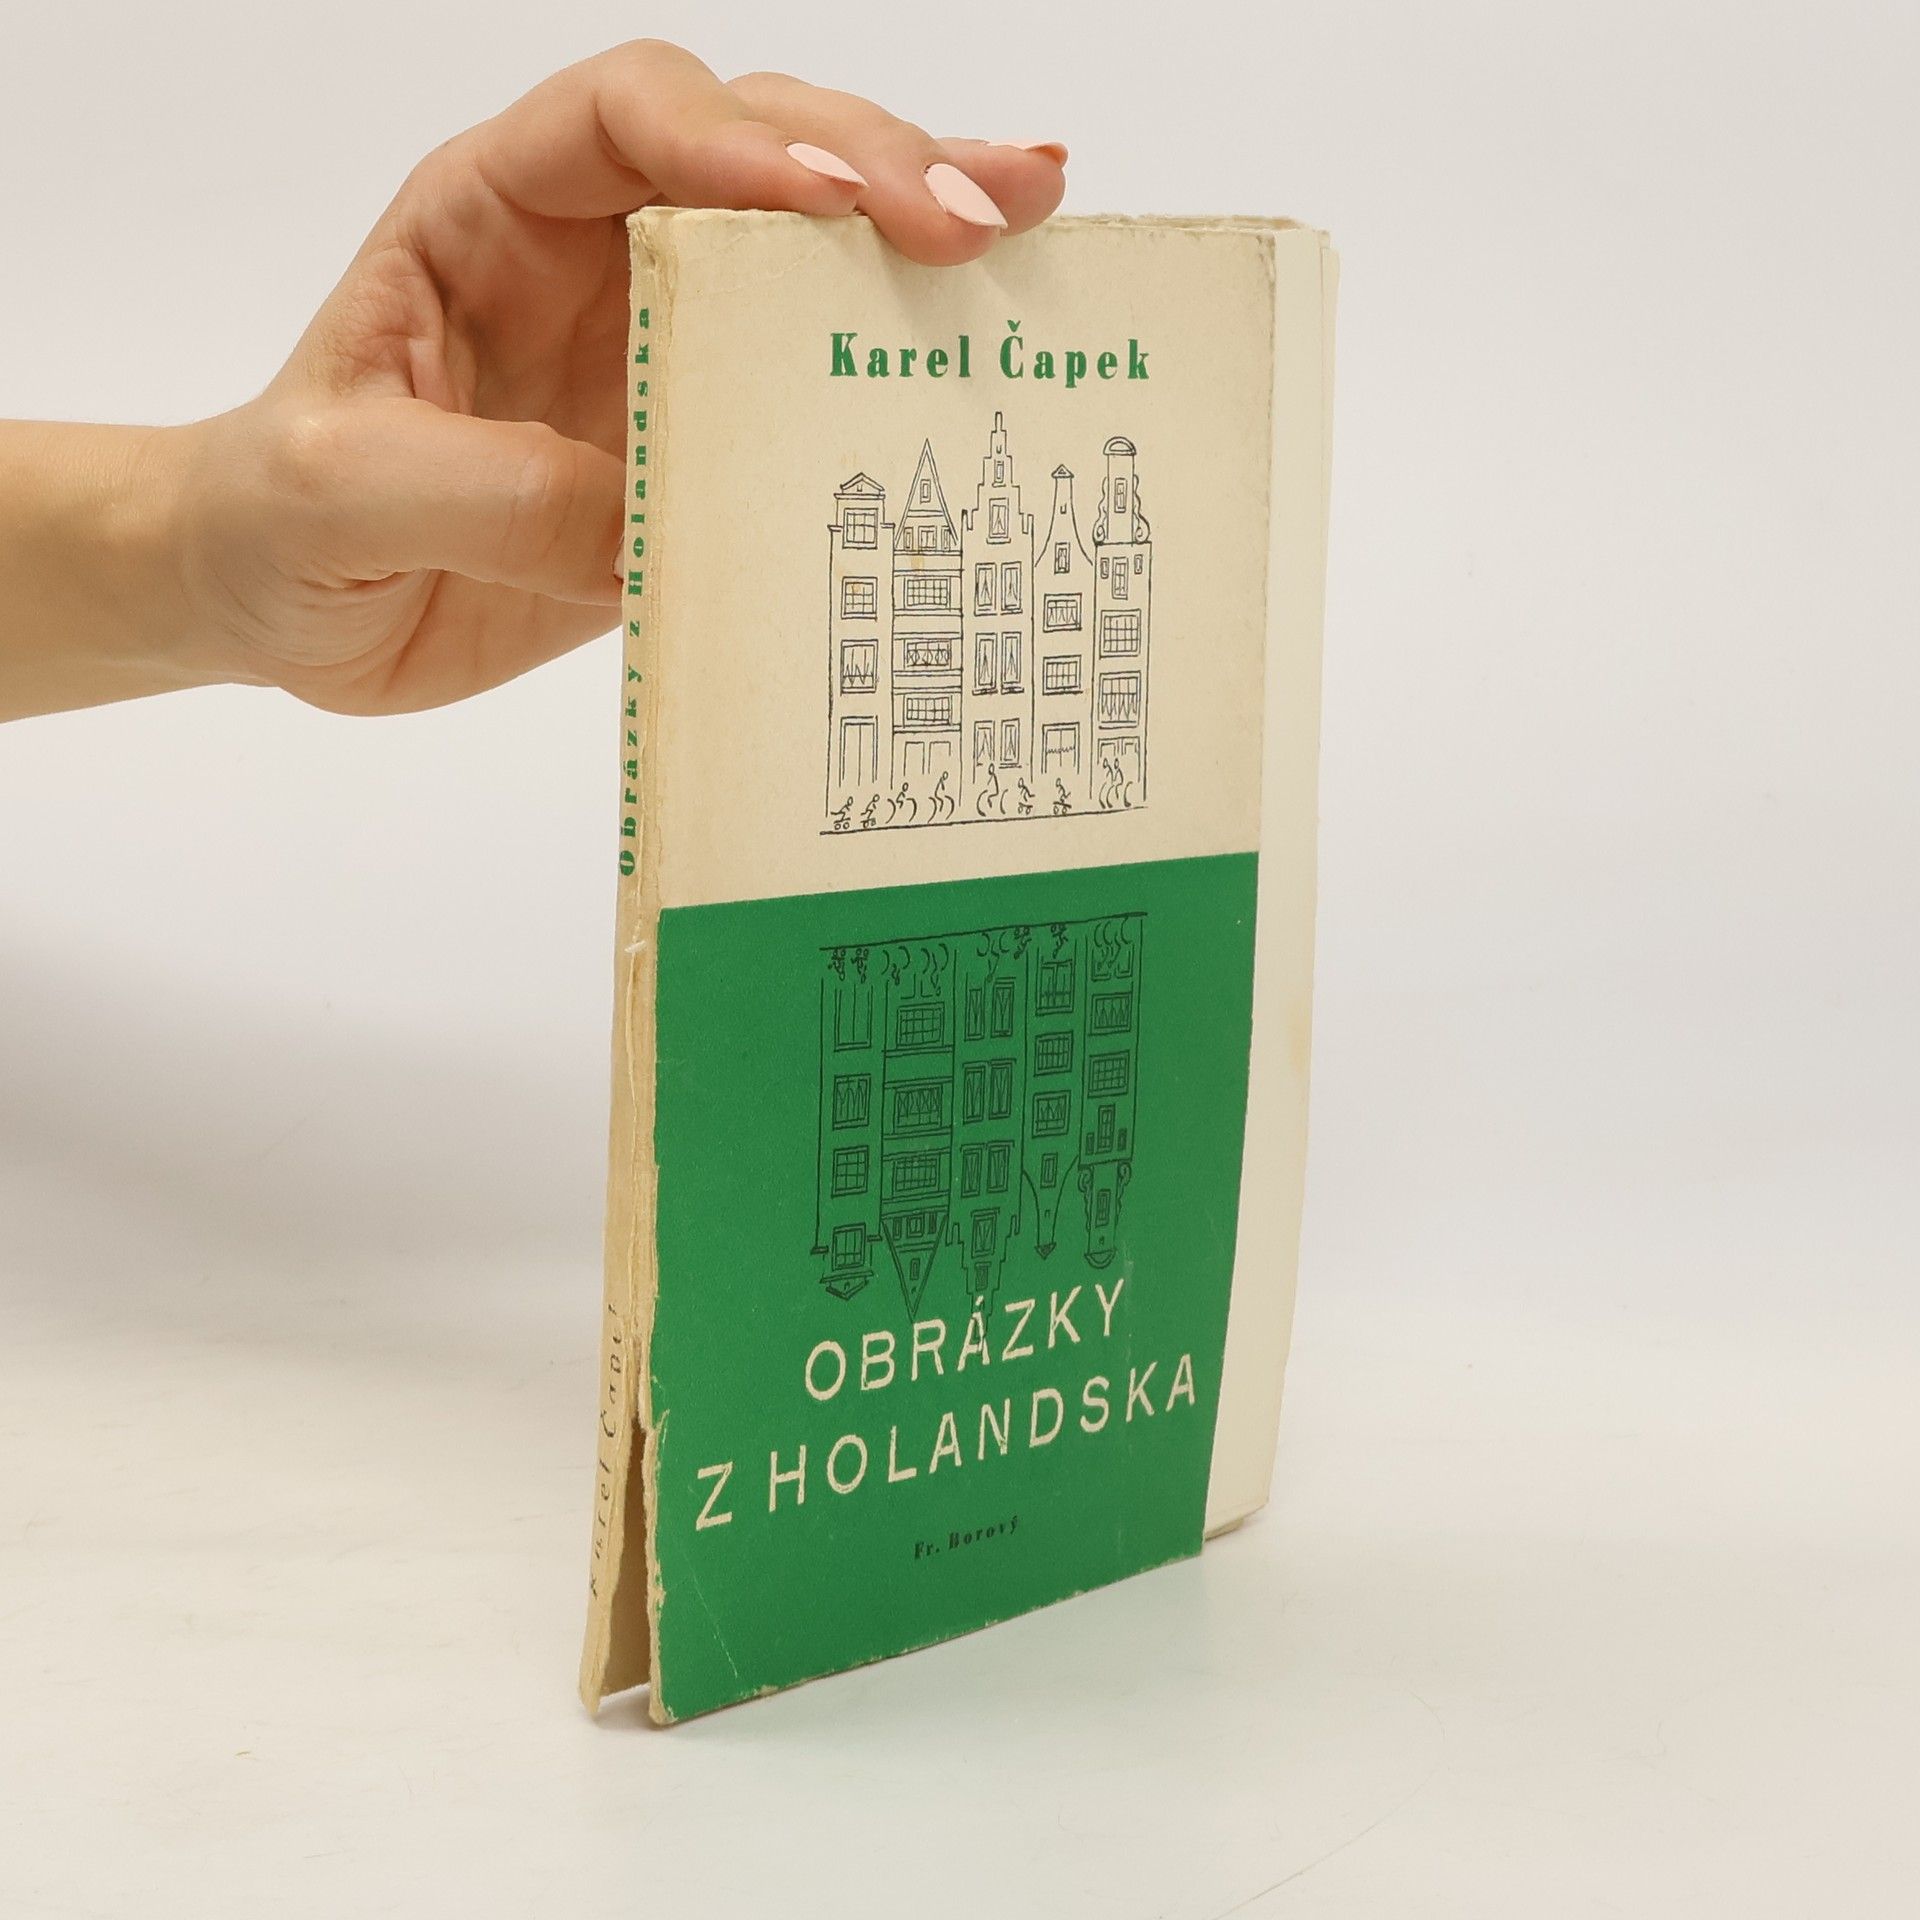 Karel Čapek
OBRÁZKY
Z HOLANDSKA
Fr. Borový
Obrázky z Holandska
Karel Čapek